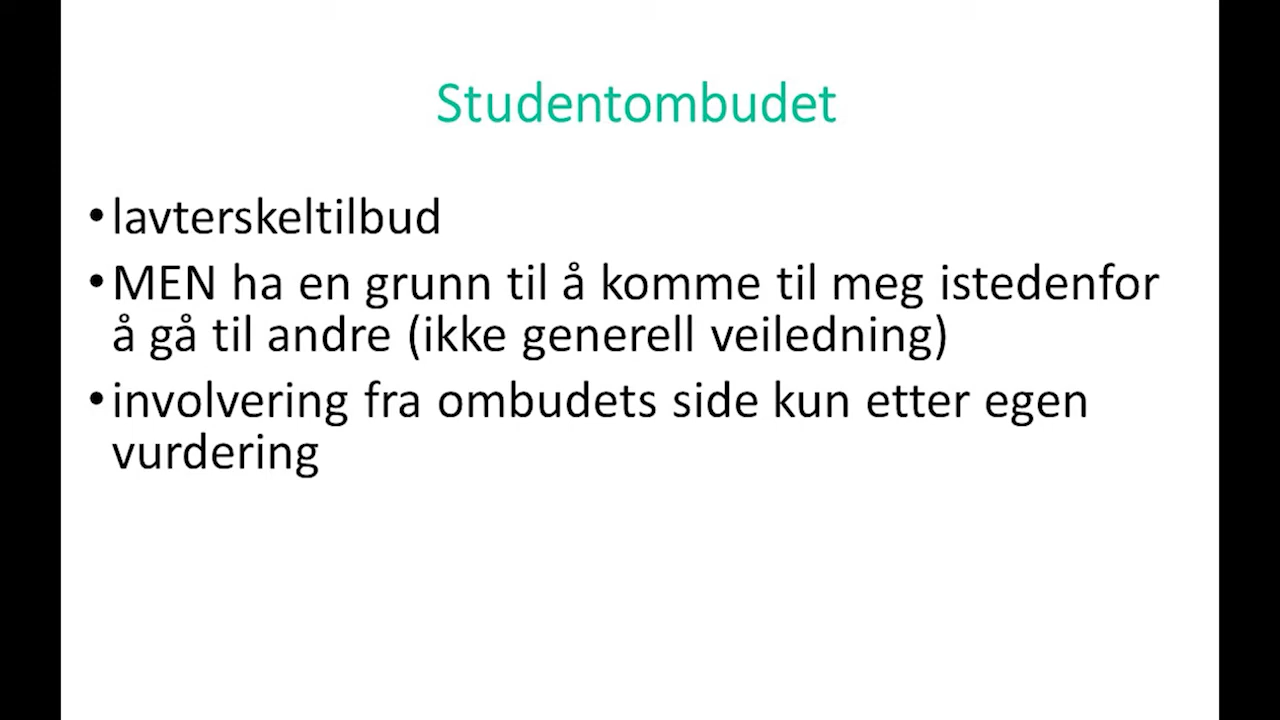 Studentombudet
•lavterskeltilbud
•MEN ha en grunn til å komme til meg istedenfor
å gå til andre (ikke generell veiledning)
•involvering fra ombudets side kun etter egen
vurdering